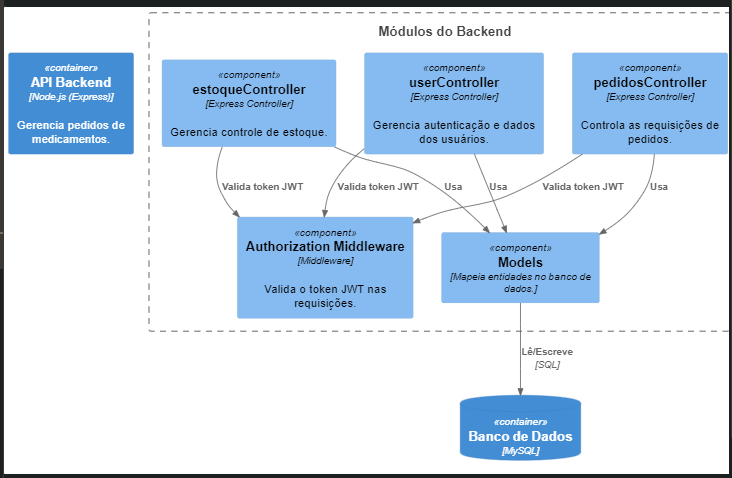 Módulos do Backend
«container»
API Backend
[Node.js (Express)]
Gerencia pedidos de
medicamentos.
«component»
estoqueController
[Express Controller]
Gerencia controle de estoque.
«component»
userController
[Express Controller]
Gerencia autenticação e dados
dos usuários.
«component»
pedidosController
[Express Controller]
Controla as requisições de
pedidos.
Valida token JWT
Valida token JWT
Usa
Usa
Valida token JWT
Usa
«component»
Authorization Middleware
[Middleware]
Valida o token JWT nas
requisições.
«component»
Models
[Mapeia entidades no banco de
dados.]
Lê/Escreve
[SQL]
«container»
Banco de Dados
[MySQL]